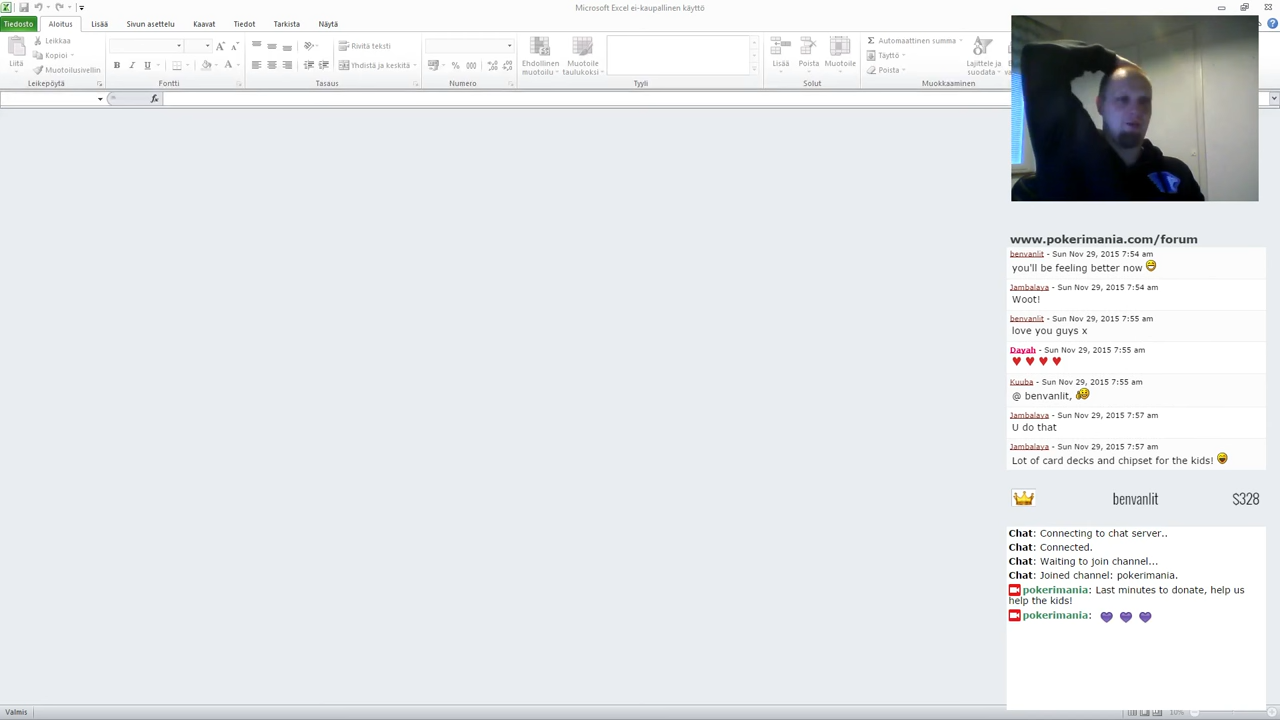 Microsoft Excel ei-kaupallinen käyttö
Tiedosto
Aloitus
Lisää
Sivun asettelu
Kaavat
Tiedot
Tarkista
Näytä
Liitä
Leikkaa
Kopioi
Muotoilusivellin
Leikepöytä
B I U
Fontti
Rivitä teksti
Yhdistä ja keskitä
Tasaus
% 000
Numero
Ehdollinen
muotoilu
Muotoile
taulukoksi
Tyyli
Lisää
Poista
Muotoile
Solut
Automaattinen summa
Täyttö
Poista
Lajittele ja
suodata
Muokkaaminen
fx
www.pokerimania.com/forum
benvanlit - Sun Nov 29, 2015 7:54 am
you'll be feeling better now
Jambalaya - Sun Nov 29, 2015 7:54 am
Woot!
benvanlit - Sun Nov 29, 2015 7:55 am
love you guys x
Dayah - Sun Nov 29, 2015 7:55 am
♥ ♥ ♥ ♥
Kuuba - Sun Nov 29, 2015 7:55 am
@ benvanlit,
Jambalaya - Sun Nov 29, 2015 7:57 am
U do that
Jambalaya - Sun Nov 29, 2015 7:57 am
Lot of card decks and chipset for the kids!
benvanlit $328
Chat: Connecting to chat server..
Chat: Connected.
Chat: Waiting to join channel...
Chat: Joined channel: pokerimania.
pokerimania: Last minutes to donate, help us
help the kids!
pokerimania: 💜 💜 💜
Valmis
10%